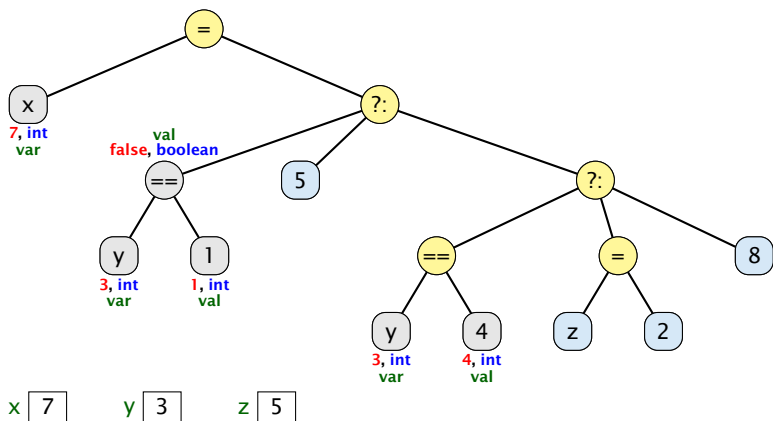 =
x
7, int
var
?:
val
false, boolean
==
5
?:
y
3, int
var
1
1, int
val
==
=
8
y
3, int
var
4
4, int
val
z
2
x 7 y 3 z 5